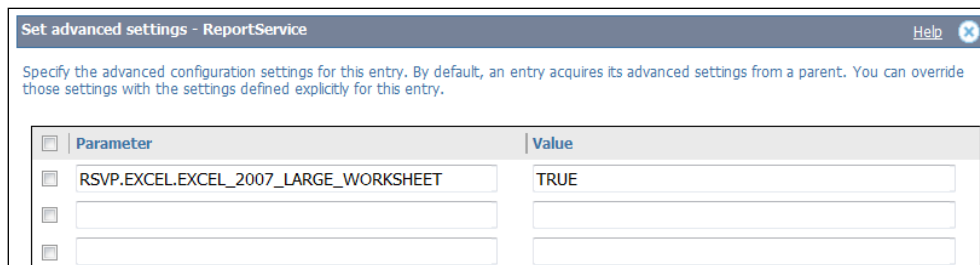 Set advanced settings - ReportService Help
Specify the advanced configuration settings for this entry. By default, an entry acquires its advanced settings from a parent. You can override
those settings with the settings defined explicitly for this entry.
Parameter Value
RSVP.EXCEL.EXCEL_2007_LARGE_WORKSHEET TRUE